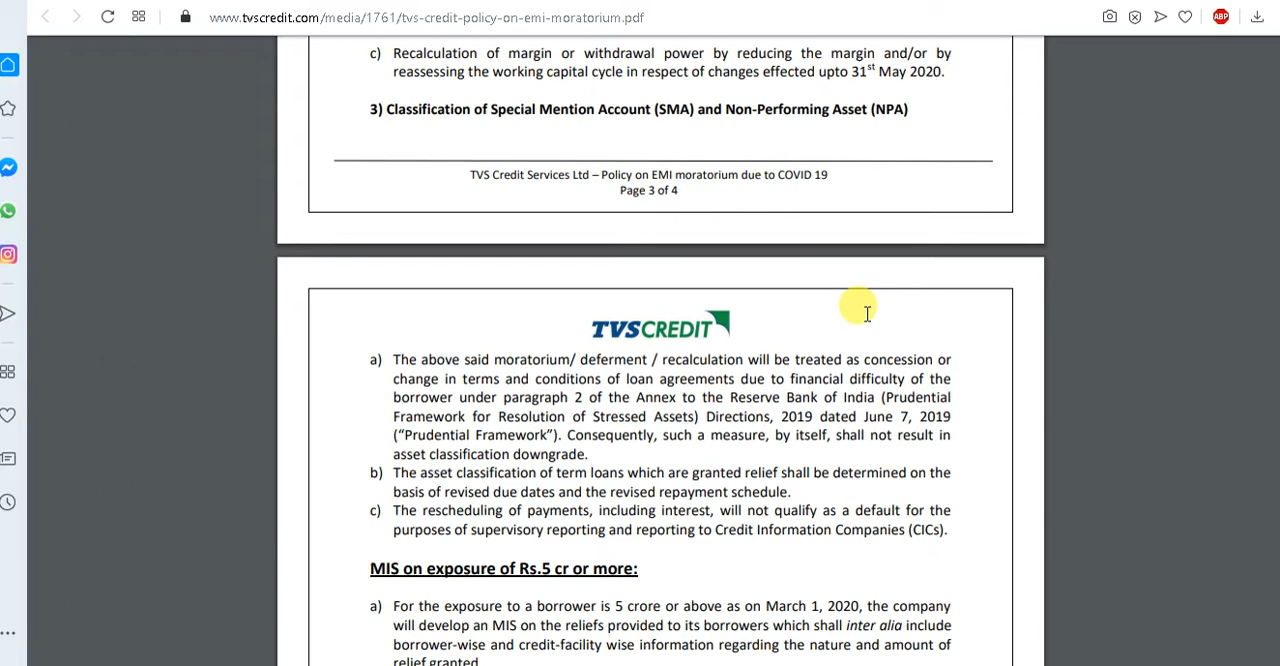 www.tvscredit.com/media/1761/tvs-credit-policy-on-emi-moratorium.pdf
ABP
c) Recalculation of margin or withdrawal power by reducing the margin and/or by
reassessing the working capital cycle in respect of changes effected upto 31st May 2020.
3) Classification of Special Mention Account (SMA) and Non-Performing Asset (NPA)
TVS Credit Services Ltd – Policy on EMI moratorium due to COVID 19
Page 3 of 4
TVS CREDIT
a) The above said moratorium/ deferment / recalculation will be treated as concession or
change in terms and conditions of loan agreements due to financial difficulty of the
borrower under paragraph 2 of the Annex to the Reserve Bank of India (Prudential
Framework for Resolution of Stressed Assets) Directions, 2019 dated June 7, 2019
(“Prudential Framework”). Consequently, such a measure, by itself, shall not result in
asset classification downgrade.
b) The asset classification of term loans which are granted relief shall be determined on the
basis of revised due dates and the revised repayment schedule.
c) The rescheduling of payments, including interest, will not qualify as a default for the
purposes of supervisory reporting and reporting to Credit Information Companies (CICs).
MIS on exposure of Rs.5 cr or more:
a) For the exposure to a borrower is 5 crore or above as on March 1, 2020, the company
will develop an MIS on the reliefs provided to its borrowers which shall inter alia include
borrower-wise and credit-facility wise information regarding the nature and amount of
relief granted.